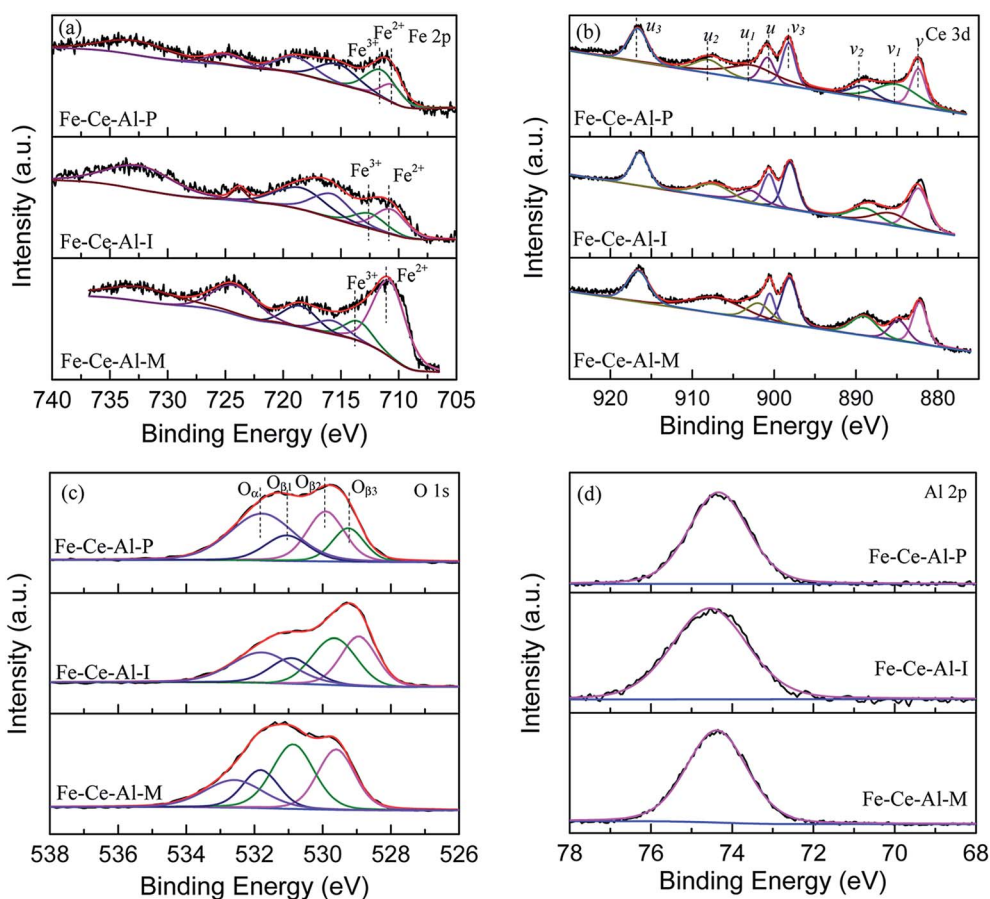 (a)
Fe²⁺ Fe 2p
Fe³⁺
Fe-Ce-Al-P
Fe³⁺ Fe²⁺
Fe-Ce-Al-I
Fe³⁺ Fe²⁺
Fe-Ce-Al-M
Intensity (a.u.)
740 735 730 725 720 715 710 705
Binding Energy (eV)
(b)
u₃ u₂ u₁ u v₃ v₂ v₁ v Ce 3d
Fe-Ce-Al-P
Fe-Ce-Al-I
Fe-Ce-Al-M
Intensity (a.u.)
920 910 900 890 880
Binding Energy (eV)
(c)
Oα Oβ1 Oβ2 Oβ3 O 1s
Fe-Ce-Al-P
Fe-Ce-Al-I
Fe-Ce-Al-M
Intensity (a.u.)
538 536 534 532 530 528 526
Binding Energy (eV)
(d) Al 2p
Fe-Ce-Al-P
Fe-Ce-Al-I
Fe-Ce-Al-M
Intensity (a.u.)
78 76 74 72 70 68
Binding Energy (eV)